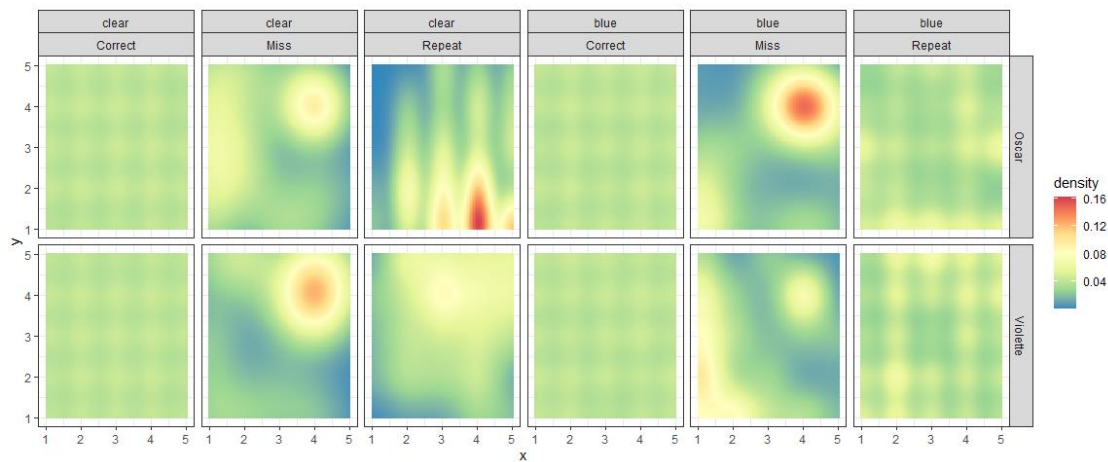 clear clear clear blue blue blue
Correct Miss Repeat Correct Miss Repeat
5
4
3
2
1
Oscar
5
4
3
2
1
Violette
y
1 2 3 4 5 1 2 3 4 5 1 2 3 4 5 1 2 3 4 5 1 2 3 4 5 1 2 3 4 5
x
density
0.16
0.12
0.08
0.04